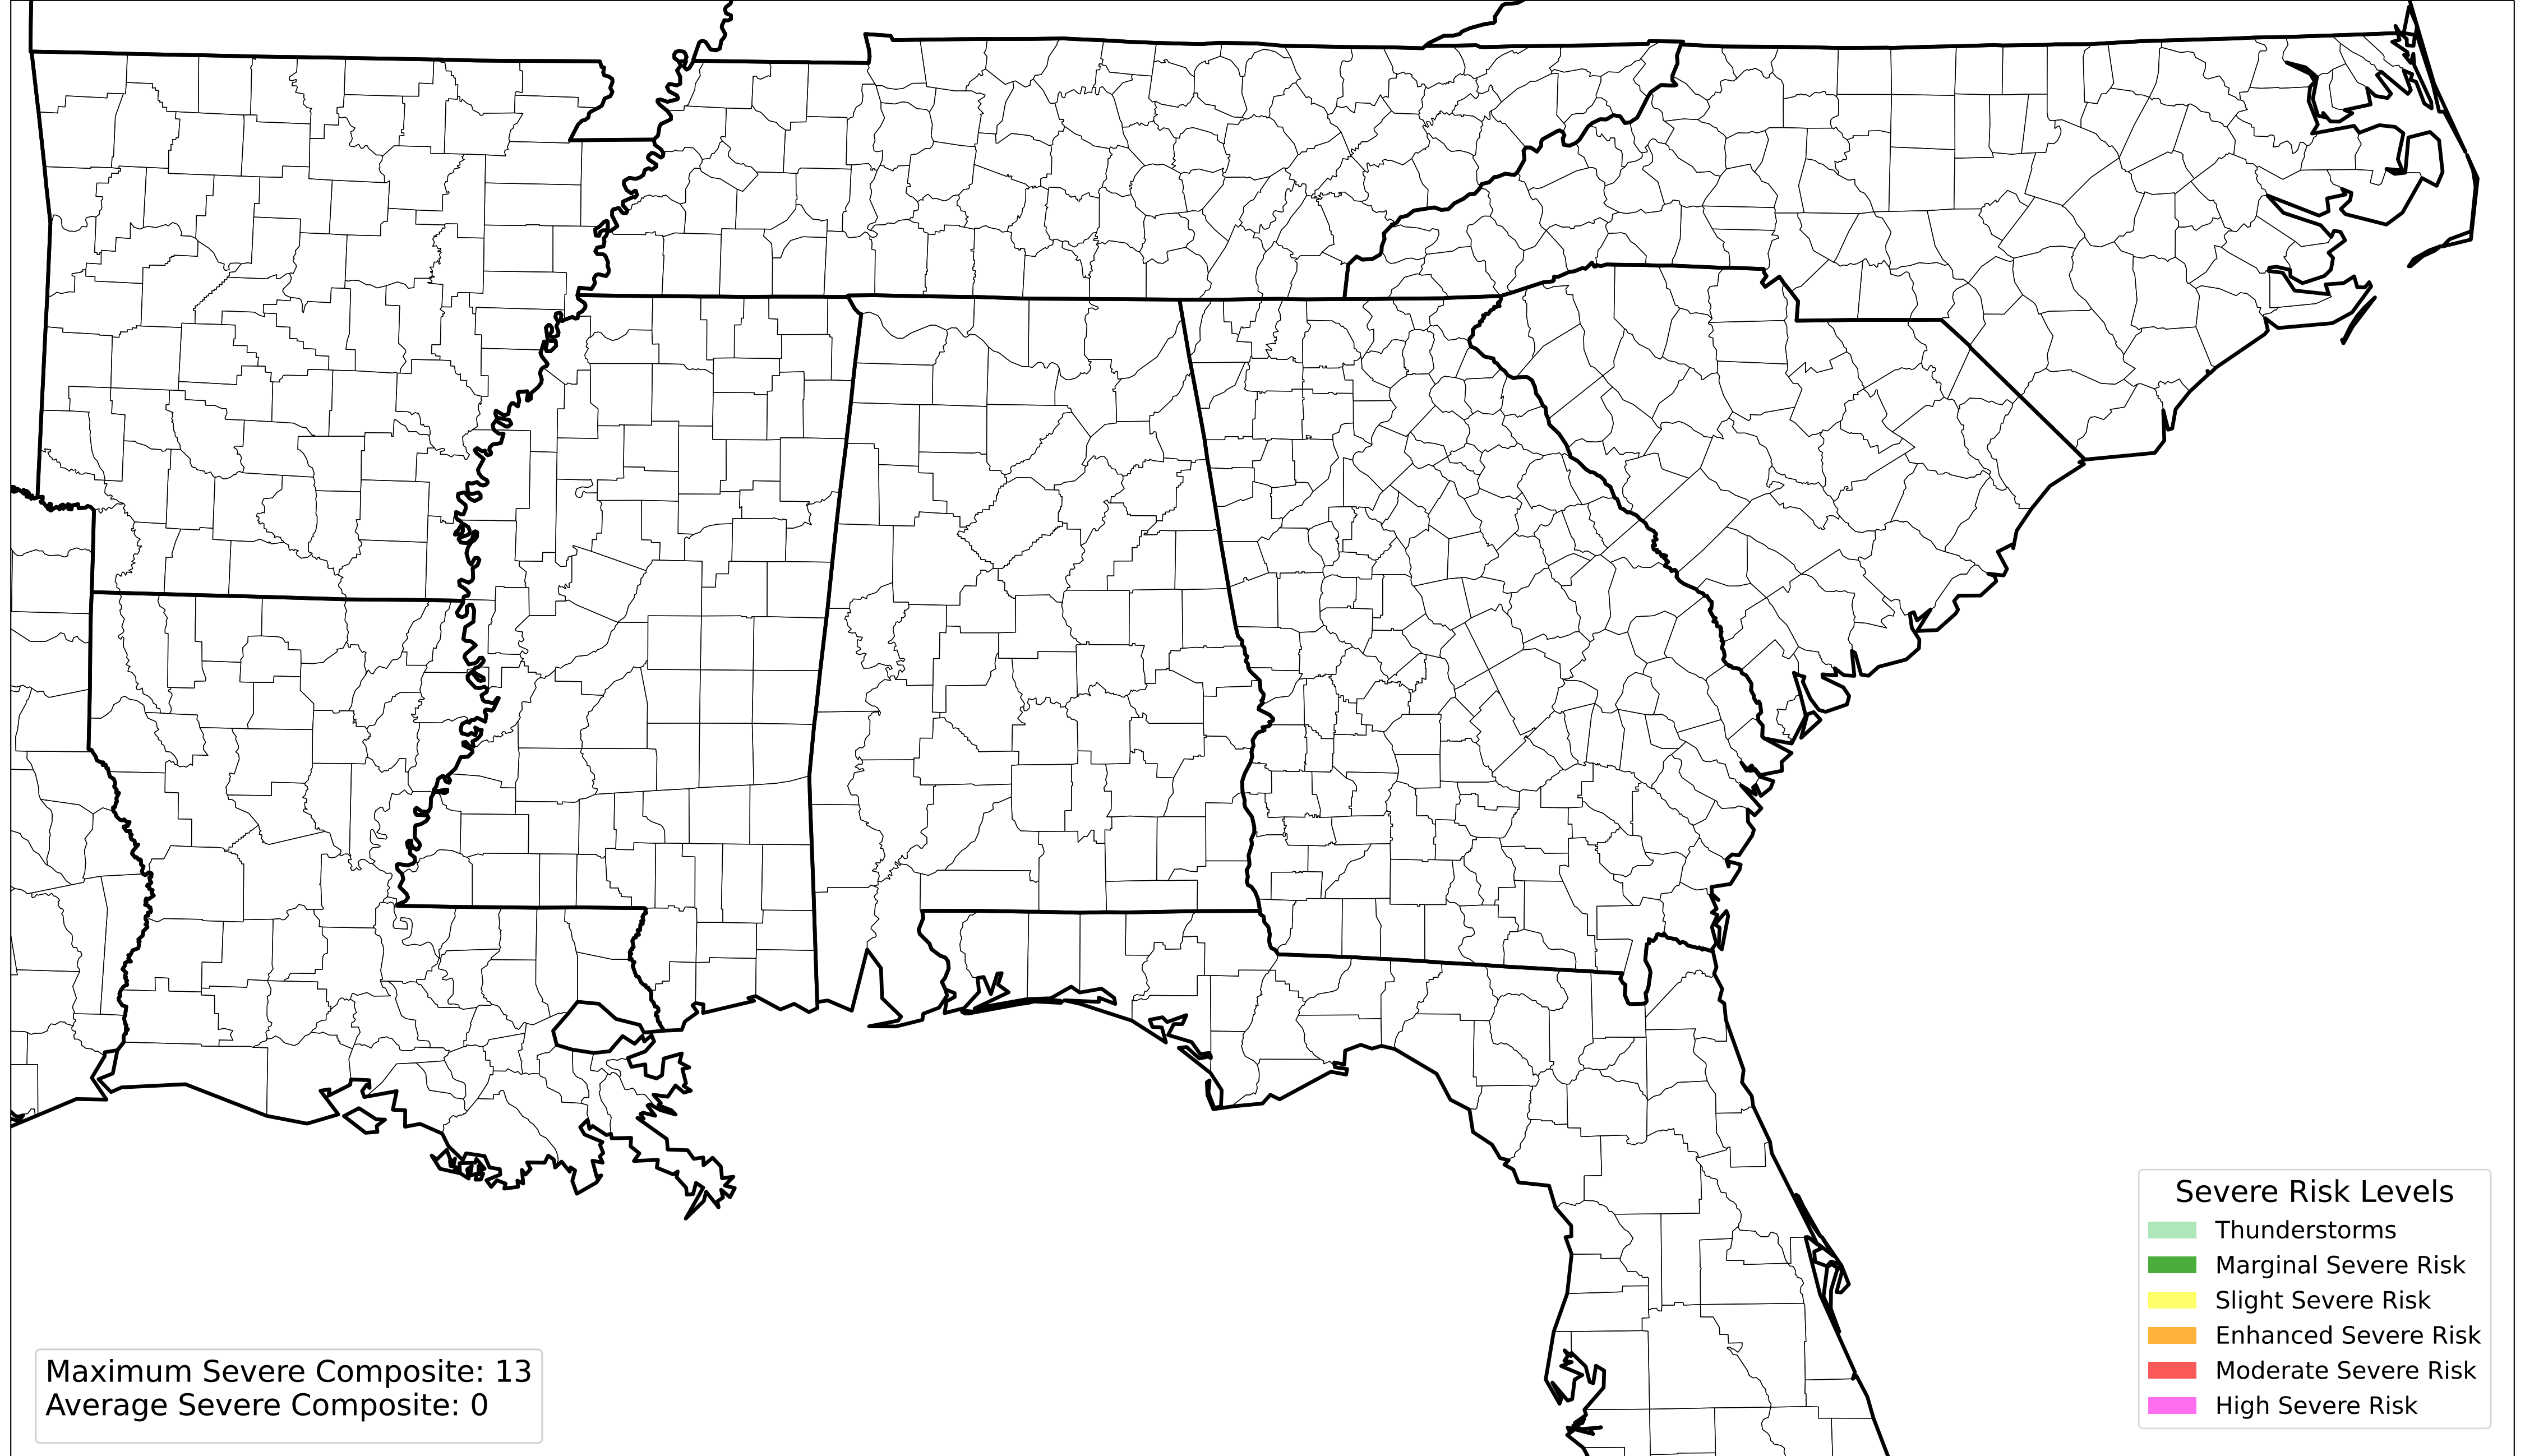 Severe Risk Levels
Thunderstorms
Marginal Severe Risk
Slight Severe Risk
Enhanced Severe Risk
Moderate Severe Risk
High Severe Risk
Maximum Severe Composite: 13
Average Severe Composite: 0